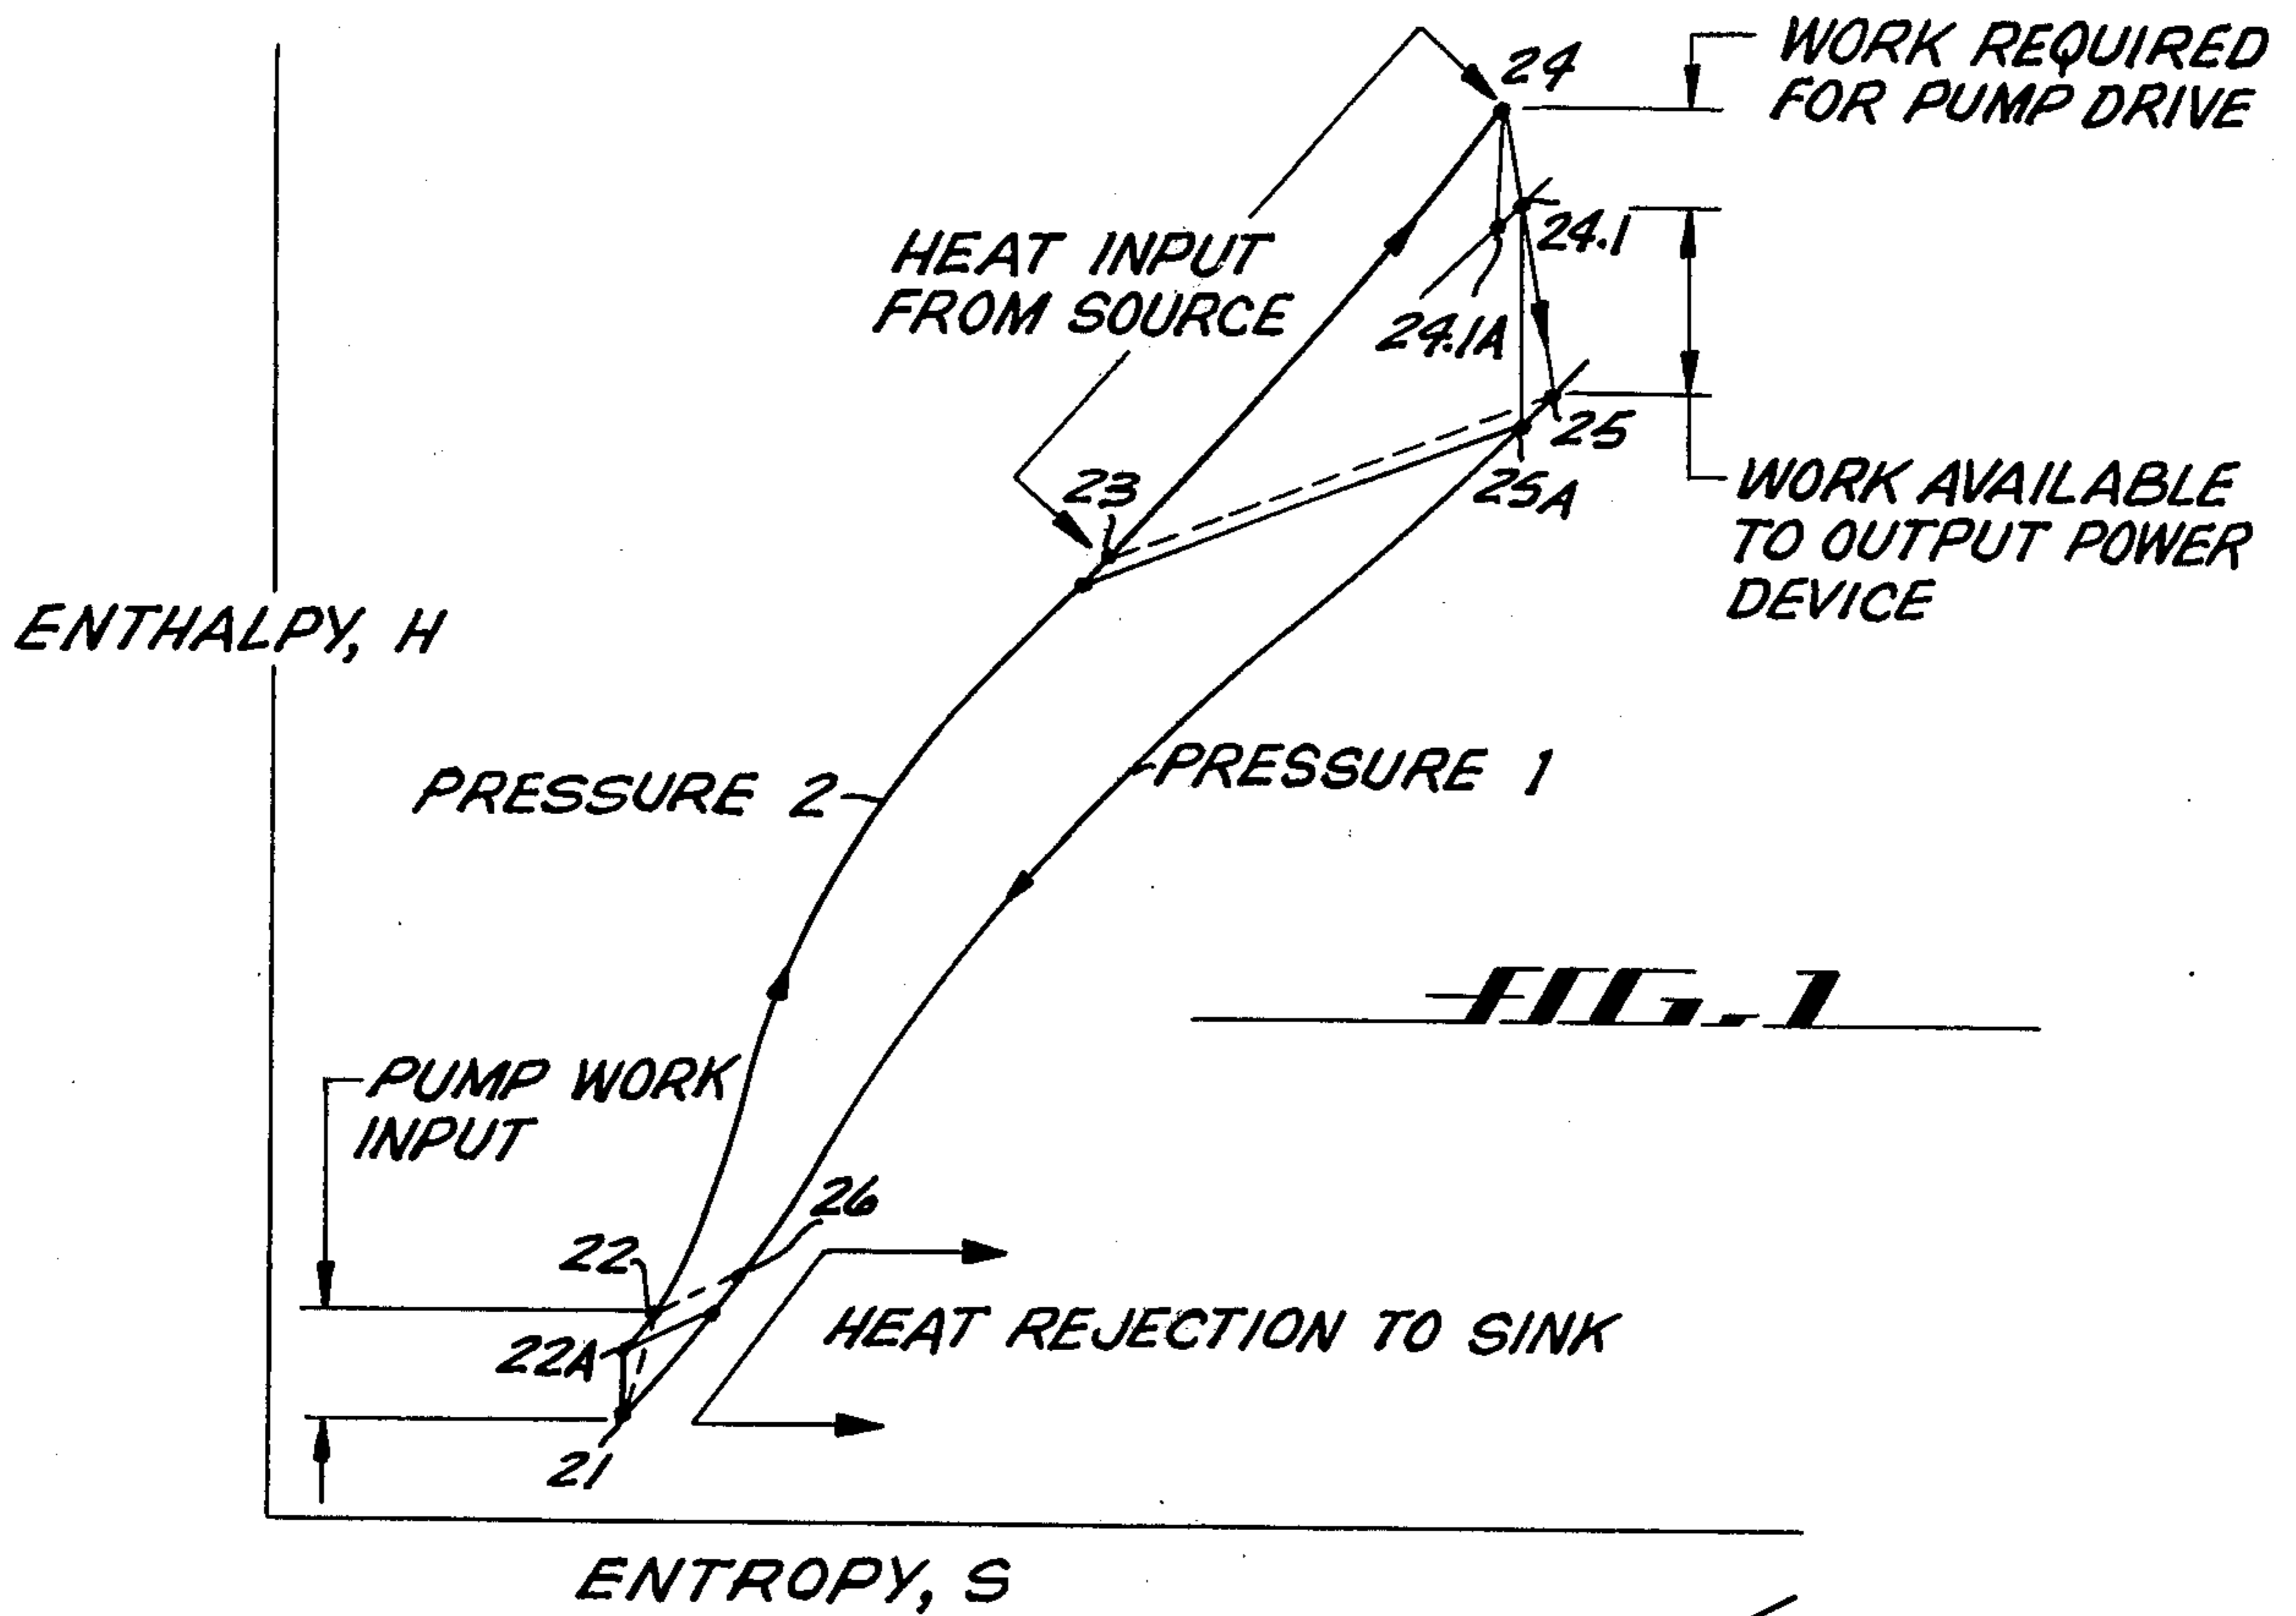 24
WORK REQUIRED
FOR PUMP DRIVE
HEAT INPUT
FROM SOURCE
24.1
24.1A
25
25A
23
WORK AVAILABLE
TO OUTPUT POWER
DEVICE
ENTHALPY, H
PRESSURE 2
PRESSURE 1
FIG.1
PUMP WORK
INPUT
26
22
HEAT REJECTION TO SINK
22A
21
ENTROPY, S